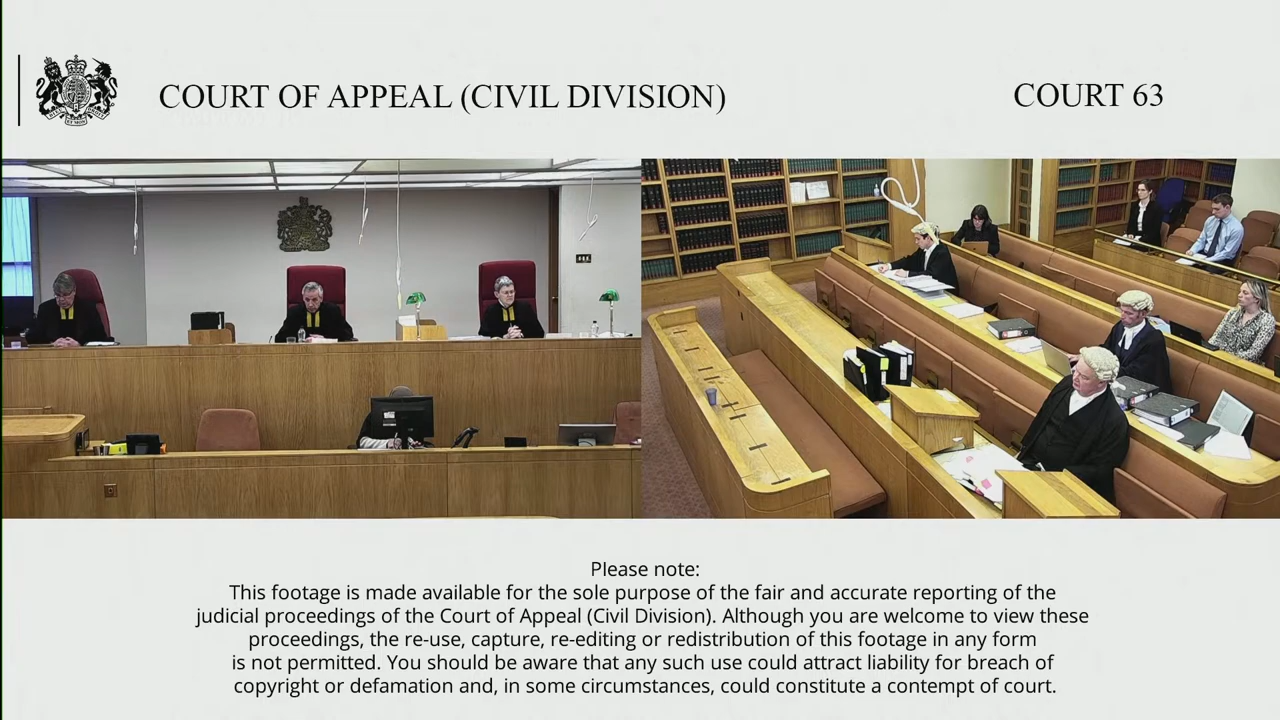 COURT OF APPEAL (CIVIL DIVISION)
COURT 63
Please note:
This footage is made available for the sole purpose of the fair and accurate reporting of the
judicial proceedings of the Court of Appeal (Civil Division). Although you are welcome to view these
proceedings, the re-use, capture, re-editing or redistribution of this footage in any form
is not permitted. You should be aware that any such use could attract liability for breach of
copyright or defamation and, in some circumstances, could constitute a contempt of court.